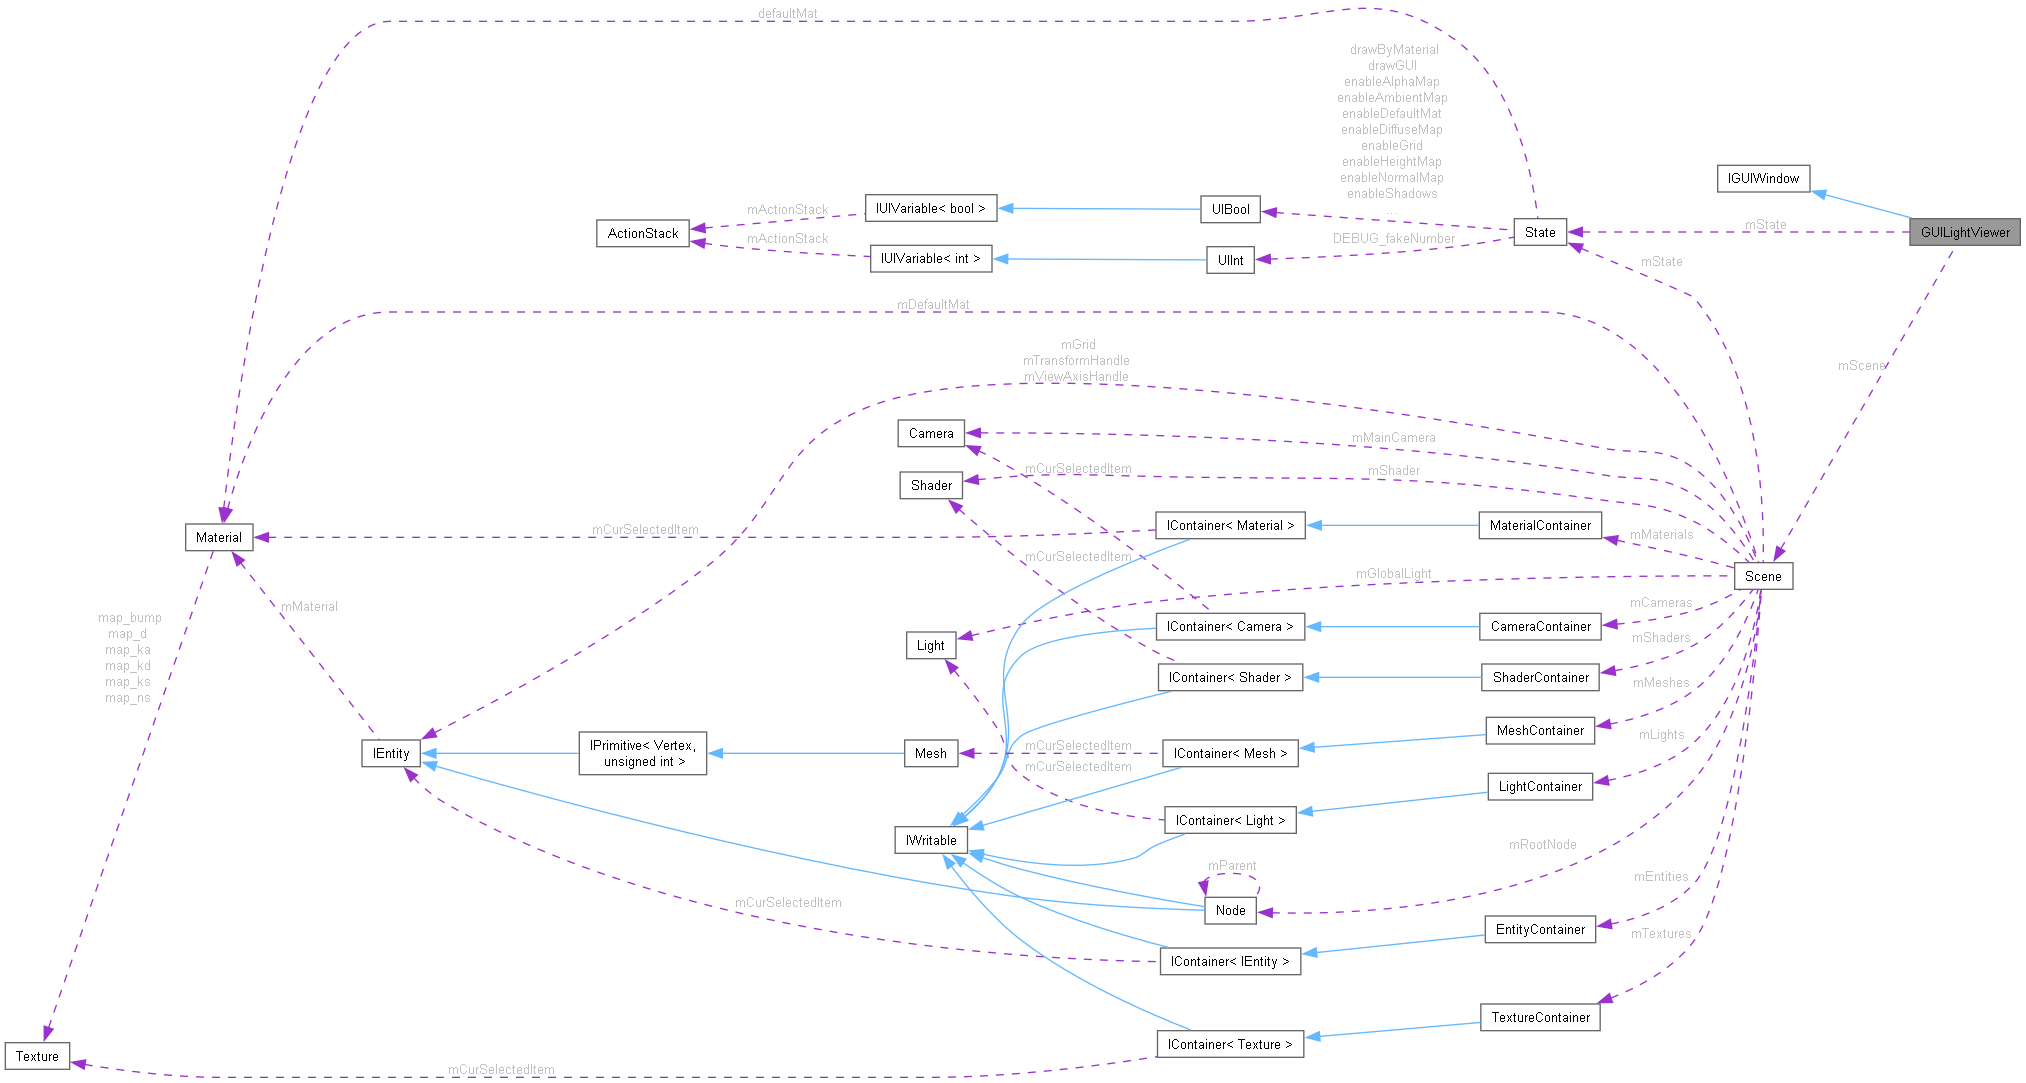 defaultMat
drawByMaterial
drawGUI
enableAlphaMap
enableAmbientMap
enableDefaultMat
enableDiffuseMap
enableGrid
enableHeightMap
enableNormalMap
enableShadows
...
IGUIWindow
IUIVariable< bool >
UIBool
mActionStack
ActionStack
mState
State
GUILightViewer
mActionStack
DEBUG_fakeNumber
IUIVariable< int >
UIInt
mState
mDefaultMat
mGrid
mTransformHandle
mViewAxisHandle
mScene
Camera
mMainCamera
mCurSelectedItem
mShader
Shader
Material
mCurSelectedItem
IContainer< Material >
MaterialContainer
mMaterials
mCurSelectedItem
mGlobalLight
Scene
mMaterial
mCameras
map_bump
map_d
map_ka
map_kd
map_ks
map_ns
IContainer< Camera >
CameraContainer
mShaders
Light
IContainer< Shader >
ShaderContainer
mMeshes
IEntity
IPrimitive< Vertex,
unsigned int >
Mesh
mCurSelectedItem
IContainer< Mesh >
MeshContainer
mLights
mCurSelectedItem
LightContainer
IContainer< Light >
IWritable
mRootNode
mParent
mEntities
mCurSelectedItem
Node
EntityContainer
mTextures
IContainer< IEntity >
TextureContainer
IContainer< Texture >
Texture
mCurSelectedItem